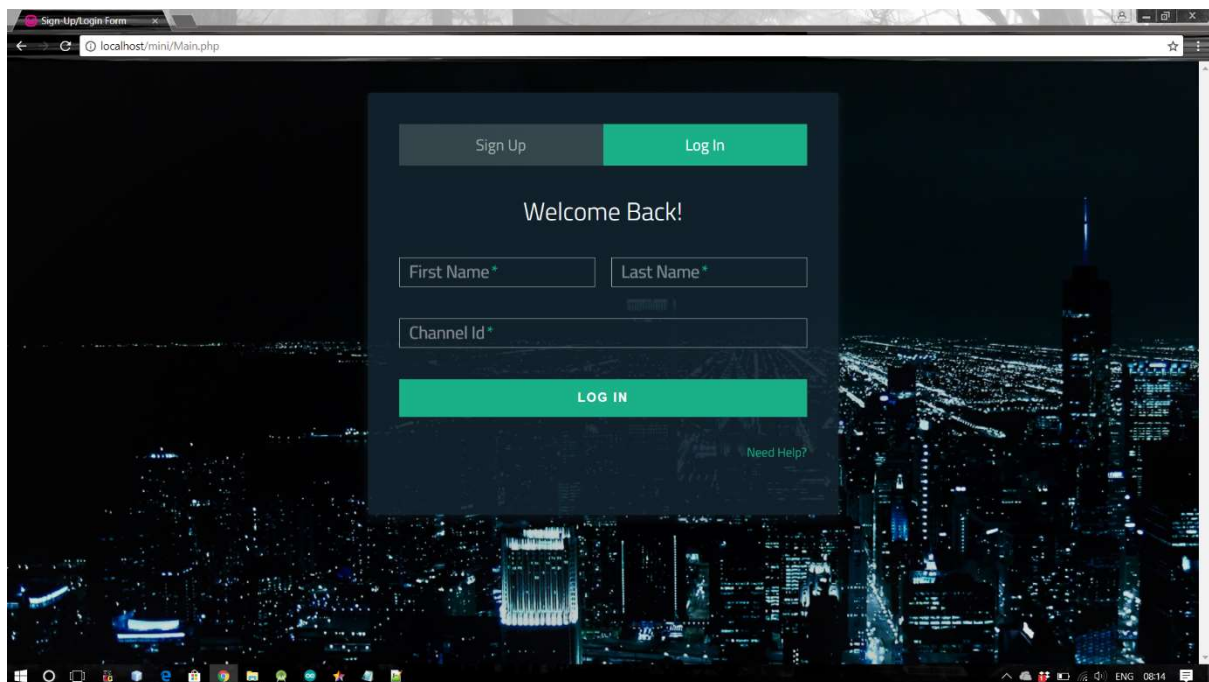 Sign-Up/Login Form
localhost/mini/Main.php
Sign Up Log In
Welcome Back!
First Name* Last Name*
Channel Id*
LOG IN
Need Help?
ENG 08:14